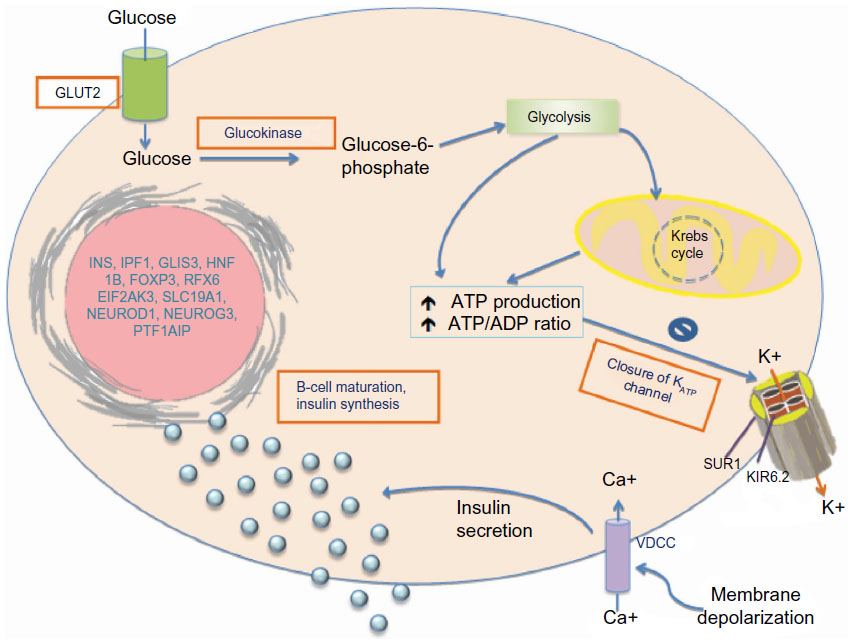 Glucose
GLUT2
Glucose
Glucokinase
Glucose-6-
phosphate
Glycolysis
Krebs
cycle
INS, IPF1, GLIS3, HNF
1B, FOXP3, RFX6
EIF2AK3, SLC19A1,
NEUROD1, NEUROG3,
PTF1AIP
ATP production
ATP/ADP ratio
Closure of KATP
channel
K+
B-cell maturation,
insulin synthesis
SUR1
KIR6.2
K+
Ca+
Insulin
secretion
VDCC
Ca+
Membrane
depolarization